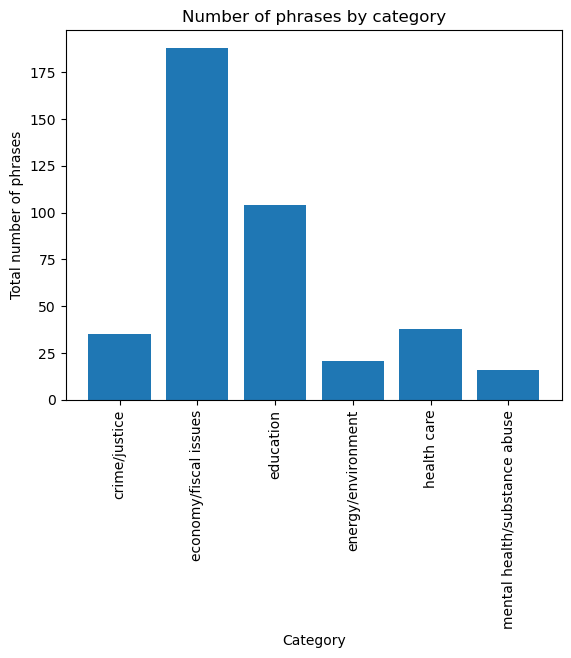 Number of phrases by category
Total number of phrases
175
150
125
100
75
50
25
0
crime/justice
economy/fiscal issues
education
energy/environment
health care
mental health/substance abuse
Category